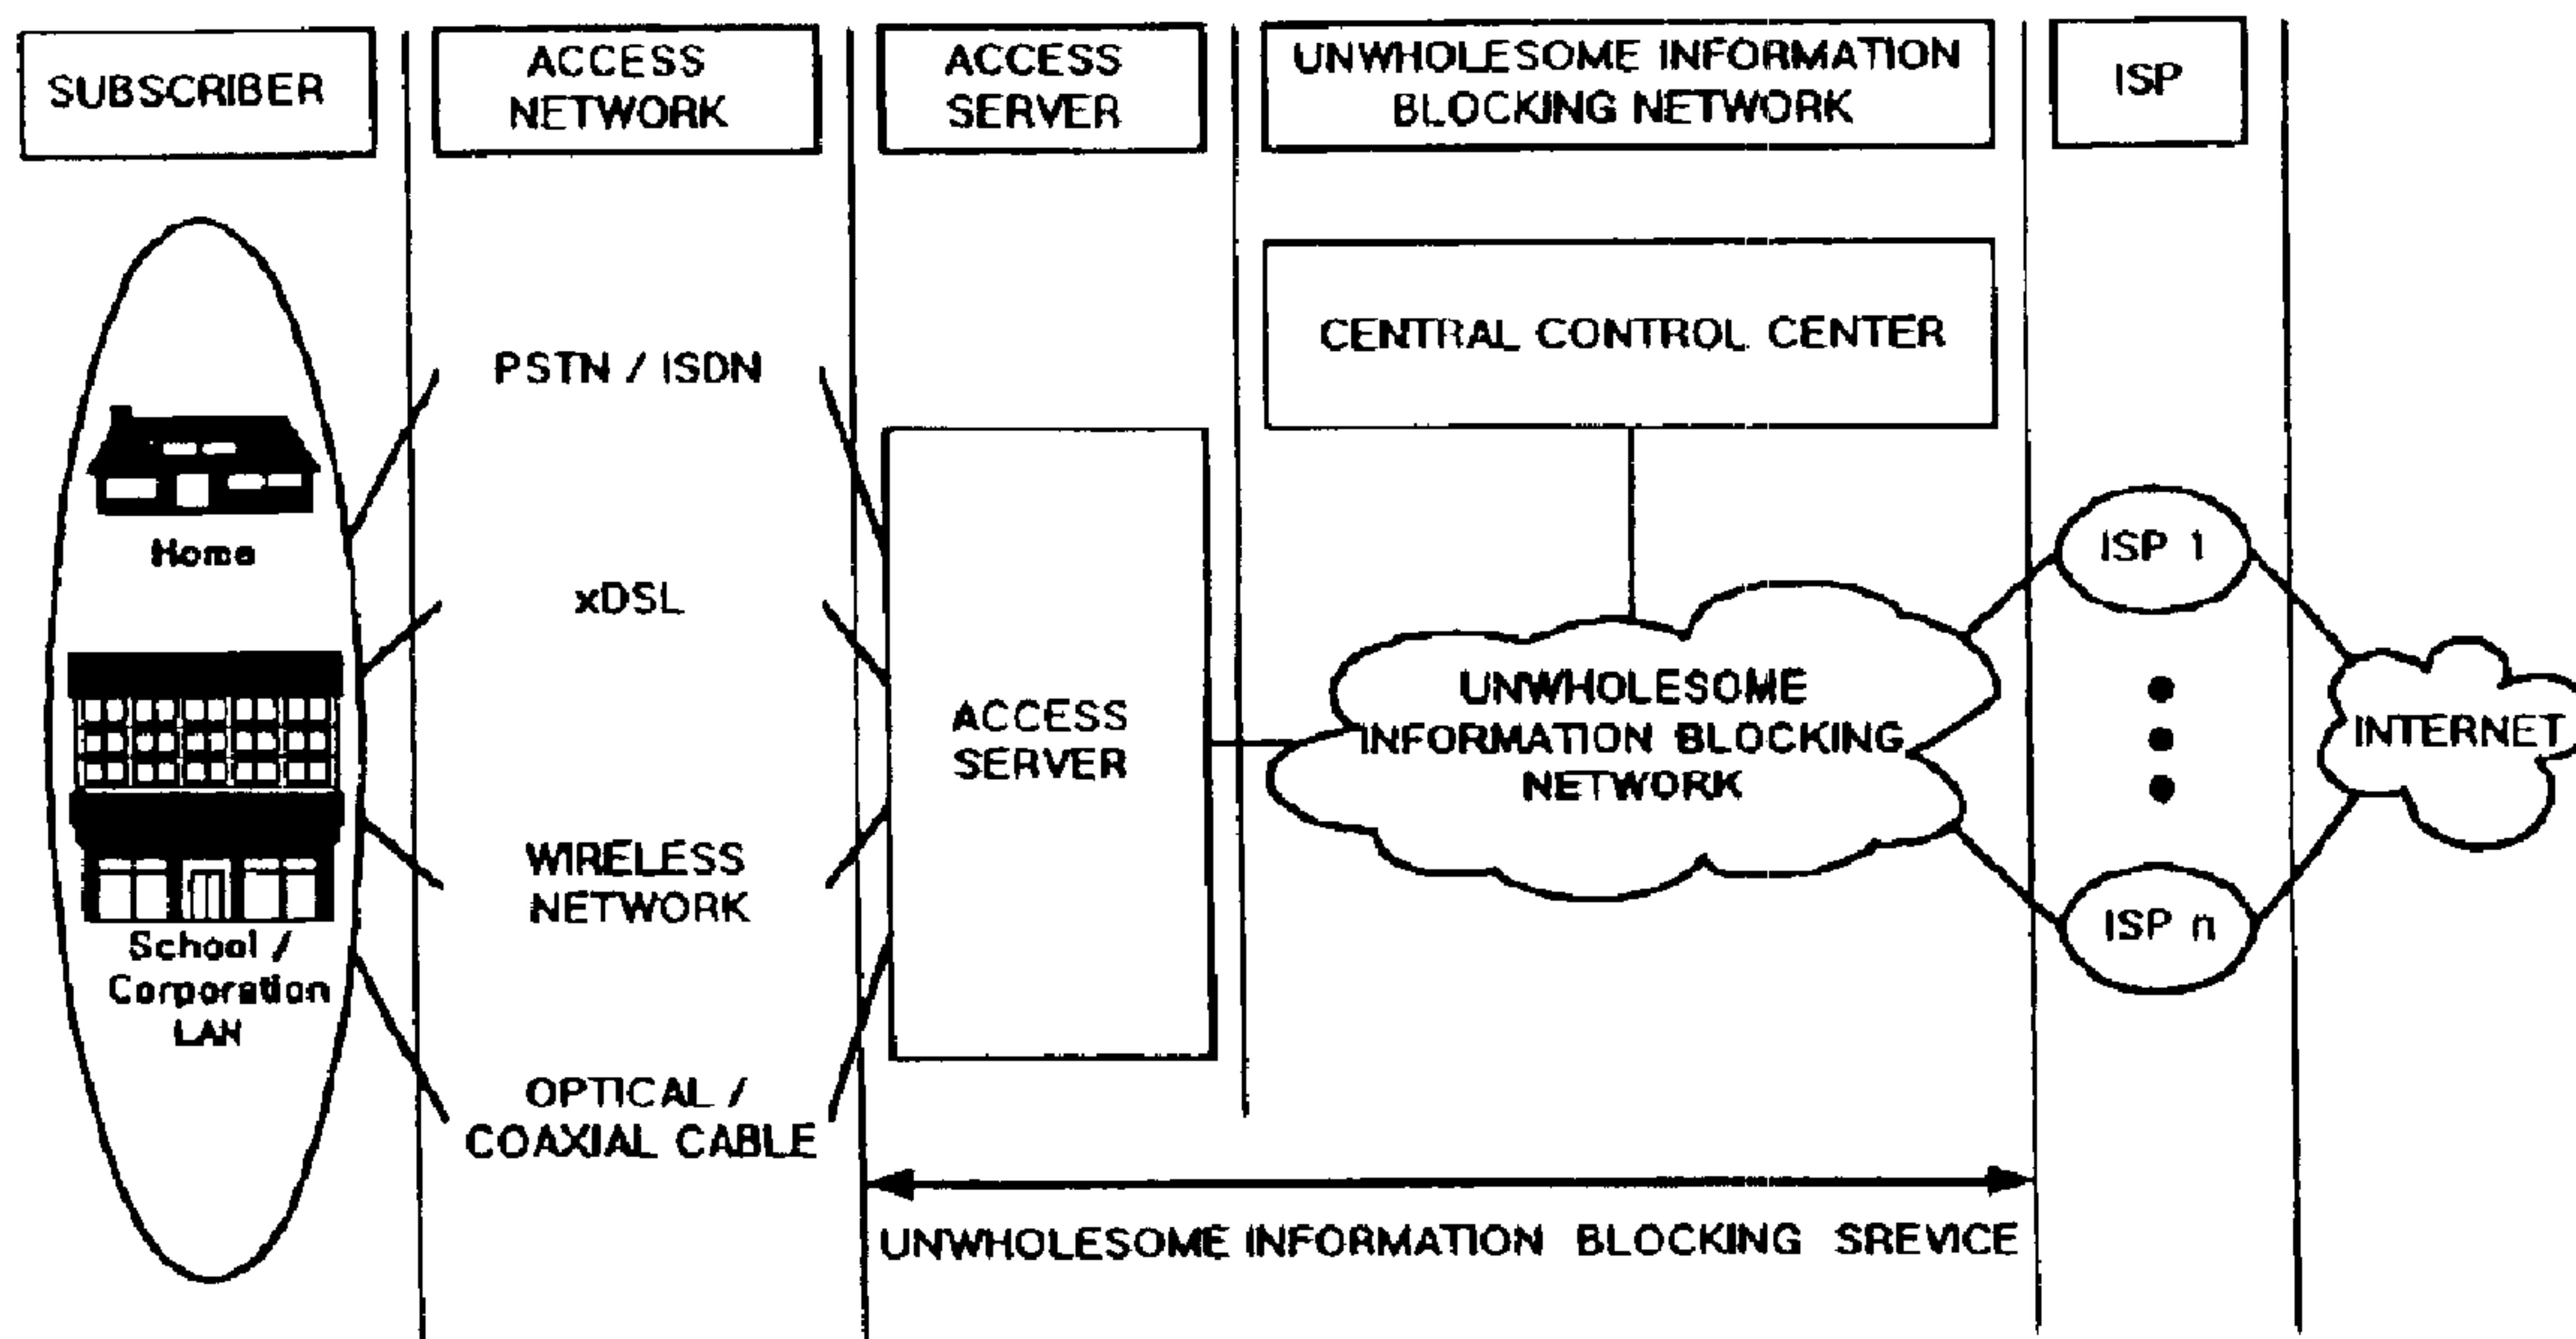 SUBSCRIBER
ACCESS
NETWORK
ACCESS
SERVER
UNWHOLESOME INFORMATION
BLOCKING NETWORK
ISP
CENTRAL CONTROL CENTER
PSTN / ISDN
Home
xDSL
ISP 1
ACCESS
SERVER
UNWHOLESOME
INFORMATION BLOCKING
NETWORK
INTERNET
WIRELESS
NETWORK
School /
Corporation
LAN
ISP n
OPTICAL /
COAXIAL CABLE
UNWHOLESOME INFORMATION BLOCKING SREVICE